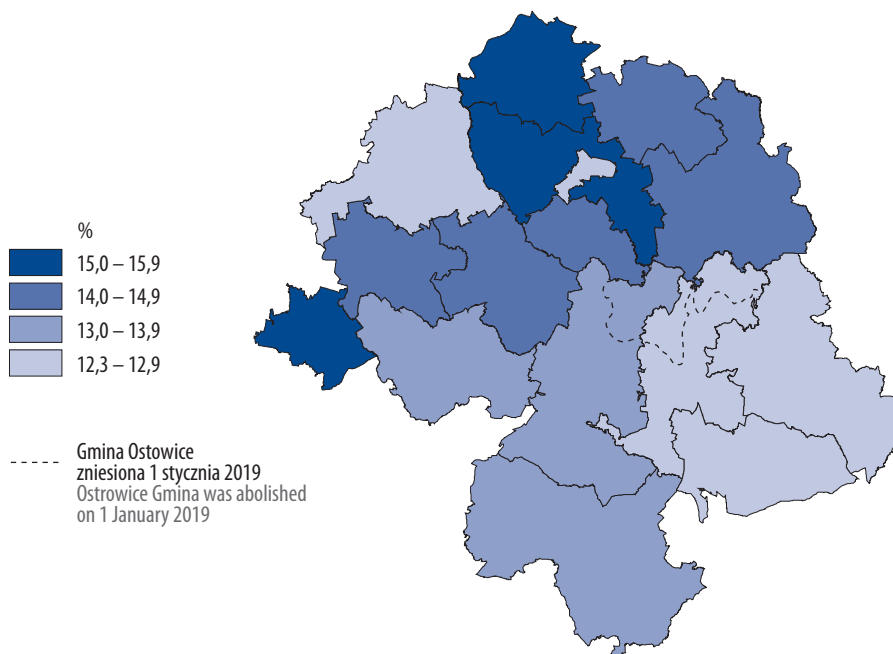 %
15,0 – 15,9
14,0 – 14,9
13,0 – 13,9
12,3 – 12,9
Gmina Ostowice
zniesiona 1 stycznia 2019
Ostrowice Gmina was abolished
on 1 January 2019